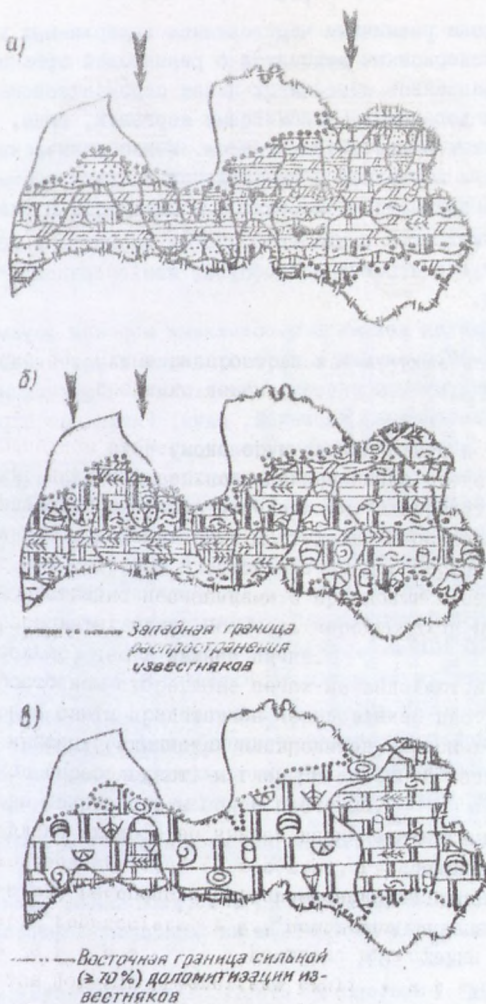 а)
б)
Западная граница
распространения
известняков
в)
Восточная граница сильной
(≥ 70%) доломитизации из-
вестняков